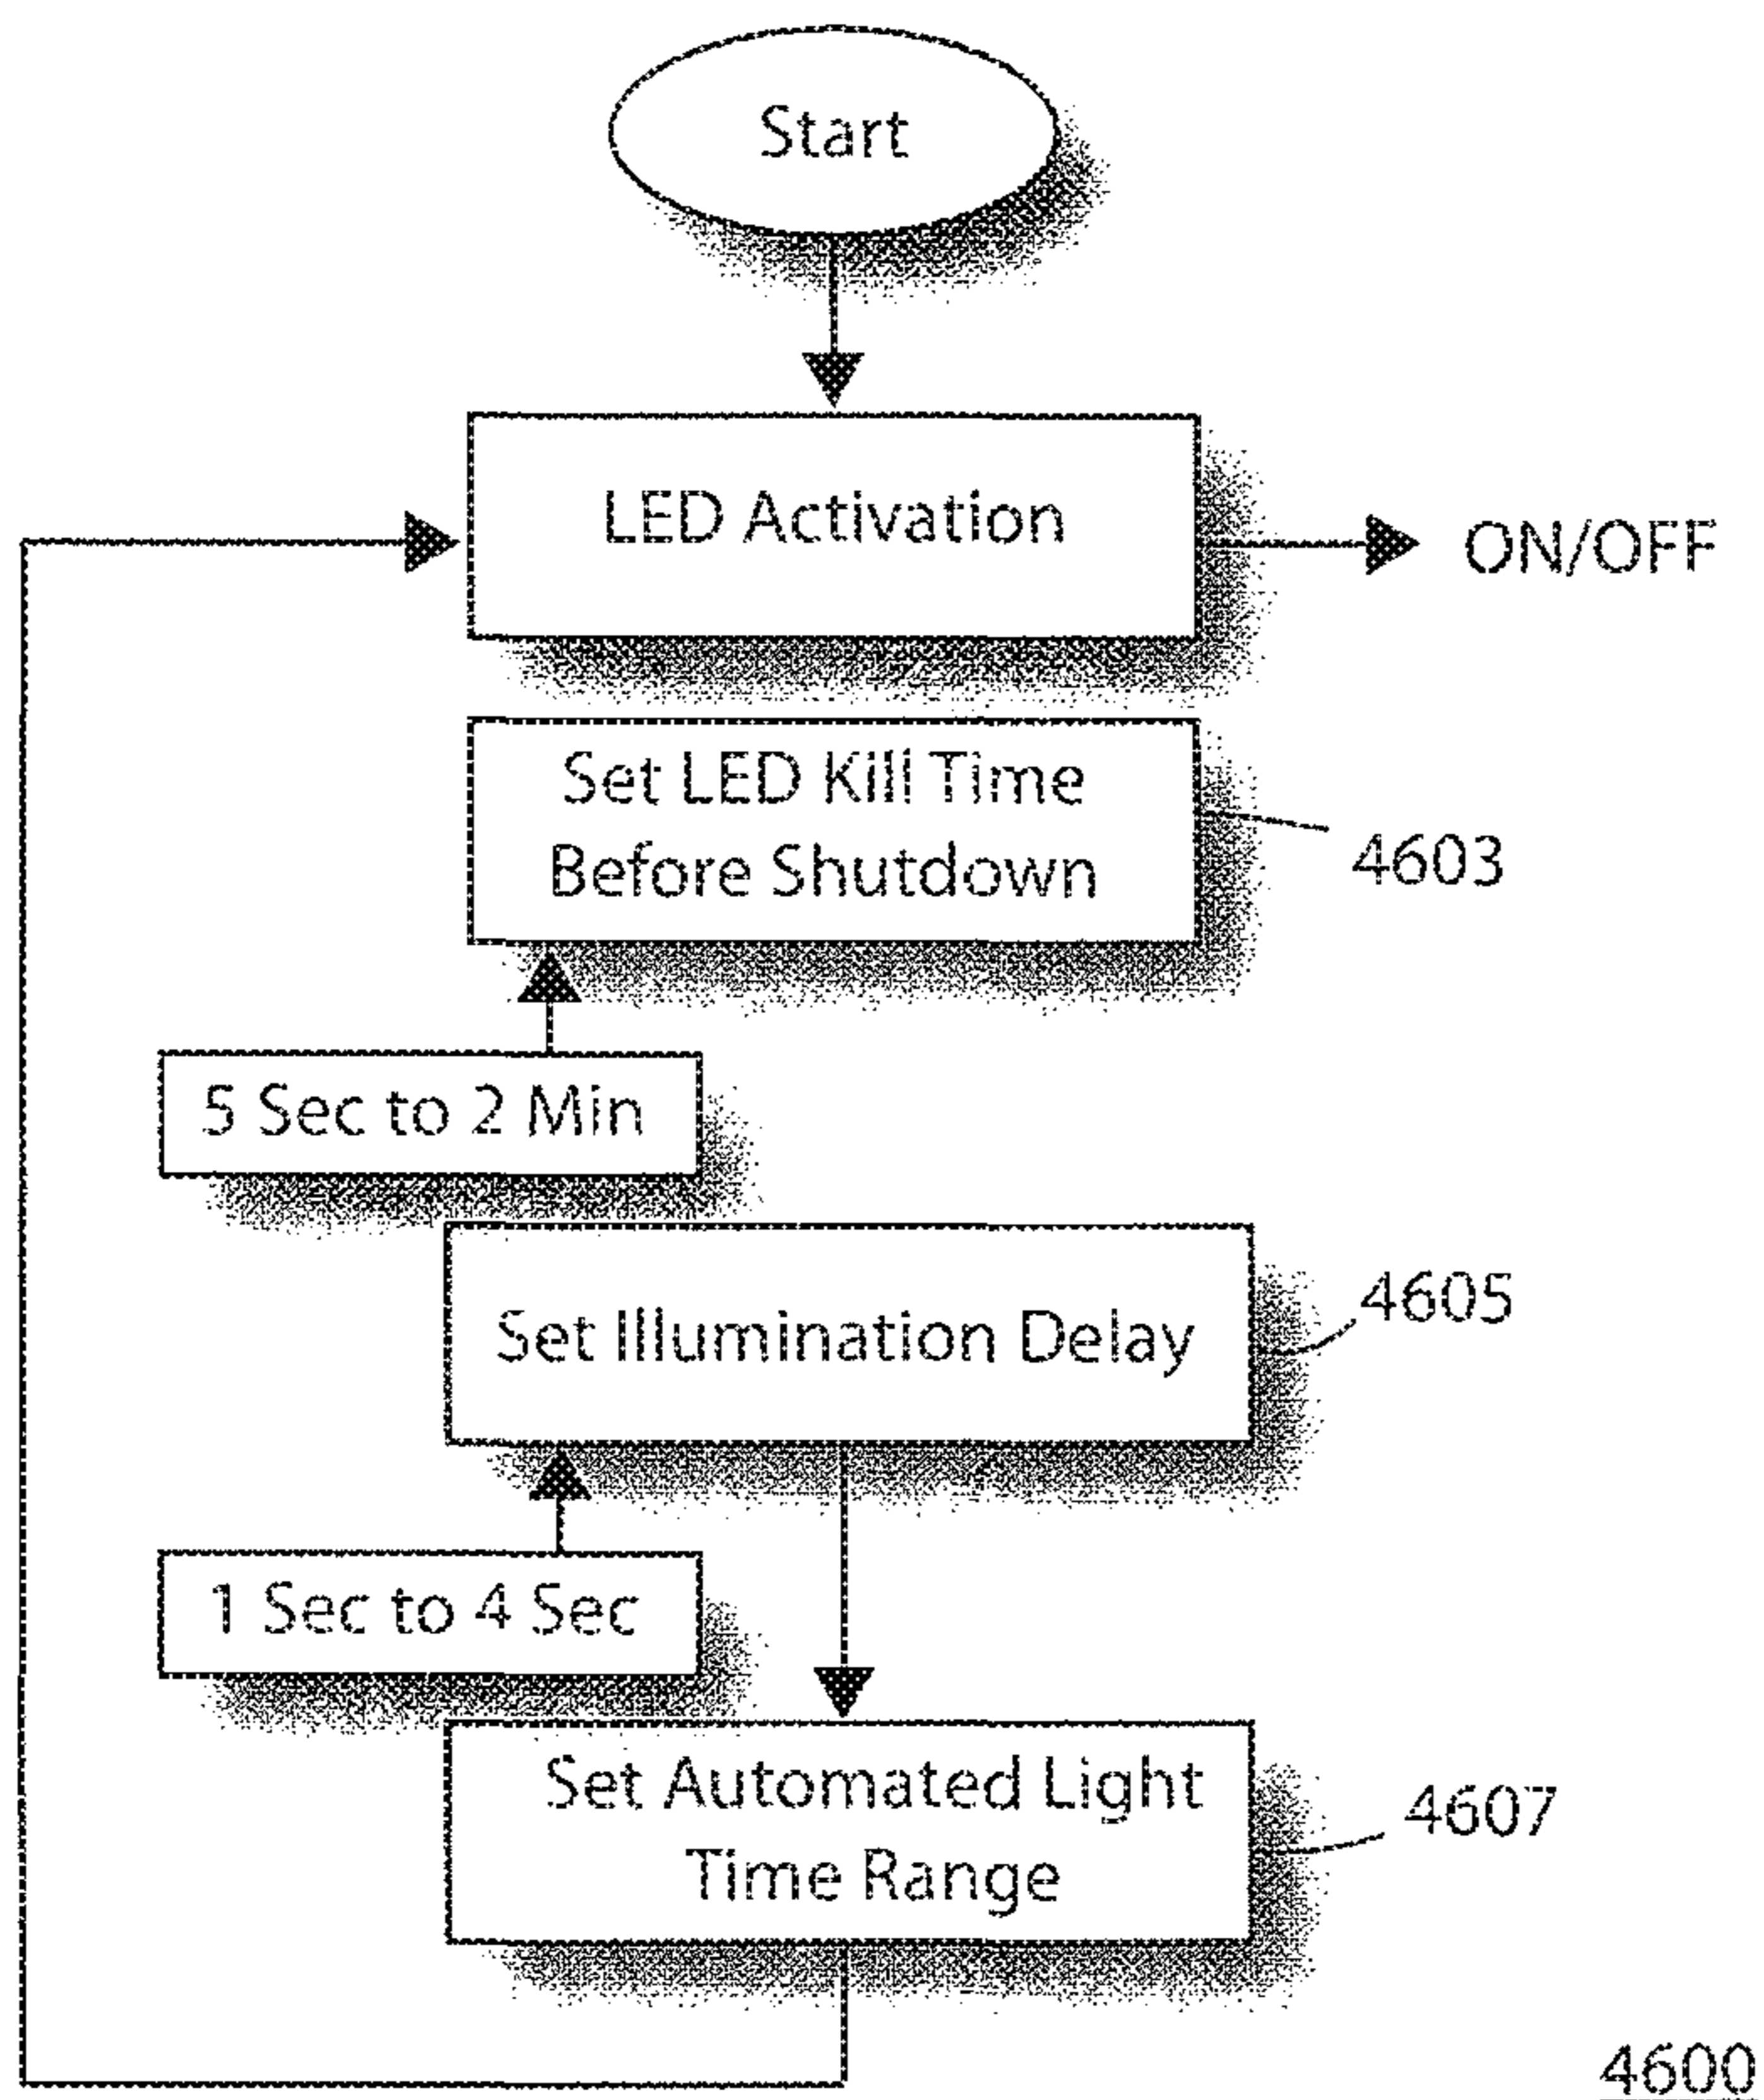 Start
LED Activation
ON/OFF
Set LED Kill Time
Before Shutdown
4603
5 Sec to 2 Min
4605
Set Illumination Delay
1 Sec to 4 Sec
Set Automated Light
Time Range
4607
4600